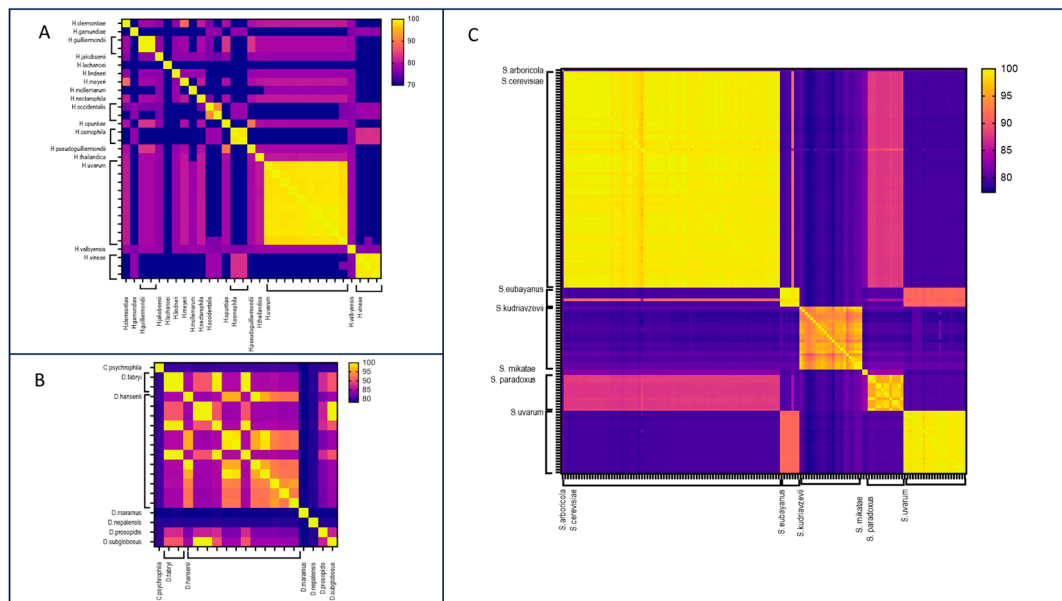 A
H.clermontiae
H.gamundiae
H.guilliermondii
H.jakobsenii
H.lachancei
H.lindneri
H.meyeri
H.mollemarum
H.nectarophila
H.occidentalis
H.opuntiae
H.osmophila
H.pseudoguilliermondii
H.thailandica
H.uvarum
H.valbyensis
H.vineae
H.clermontiae
H.gamundiae
H.guilliermondii
H.jakobsenii
H.lachancei
H.lindneri
H.meyeri
H.mollemarum
H.nectarophila
H.occidentalis
H.opuntiae
H.osmophila
H.pseudoguilliermondii
H.thailandica
H.uvarum
H.valbyensis
H.vineae
100
90
80
70
B
C.psychrophila
D.fabryi
D.hansenii
D.maramus
D.nepalensis
D.prosopidis
D.subglobosus
C.psychrophila
D.fabryi
D.hansenii
D.maramus
D.nepalensis
D.prosopidis
D.subglobosus
100
95
90
85
80
C
S.arboricola
S.cerevisiae
S.eubayanus
S.kudriavzevii
S. mikatae
S. paradoxus
S.uvarum
S.arboricola
S.cerevisiae
S.eubayanus
S.kudriavzevii
S. mikatae
S. paradoxus
S.uvarum
100
95
90
85
80